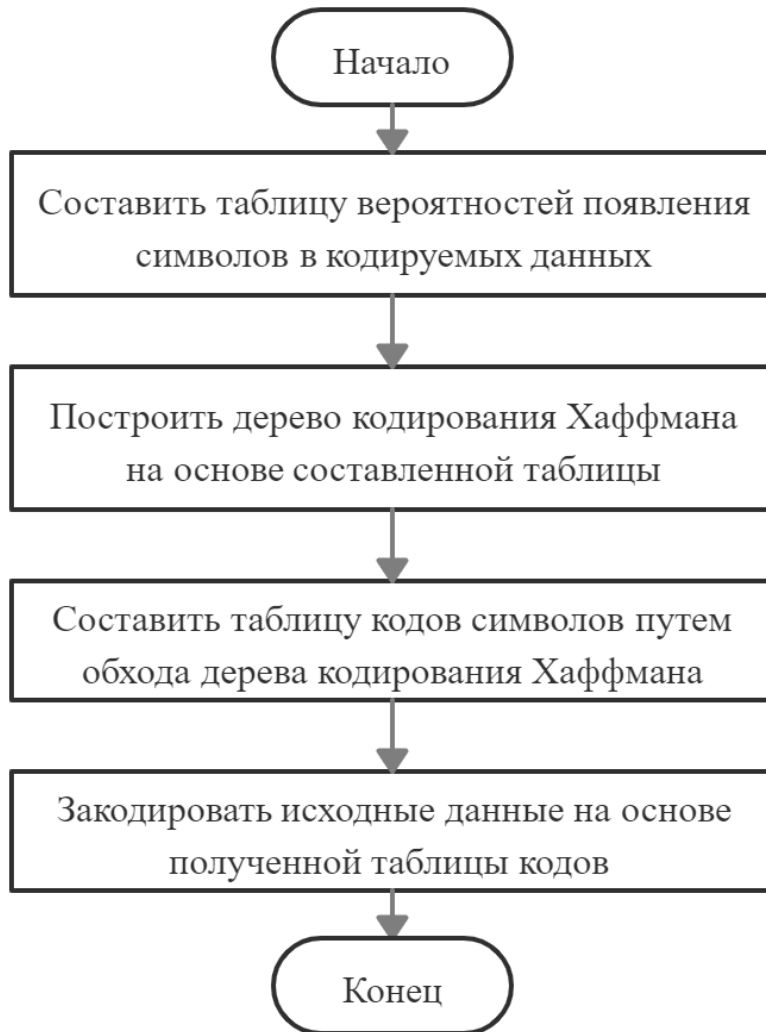 Начало
Составить таблицу вероятностей появления
символов в кодируемых данных
Построить дерево кодирования Хаффмана
на основе составленной таблицы
Составить таблицу кодов символов путем
обхода дерева кодирования Хаффмана
Закодировать исходные данные на основе
полученной таблицы кодов
Конец